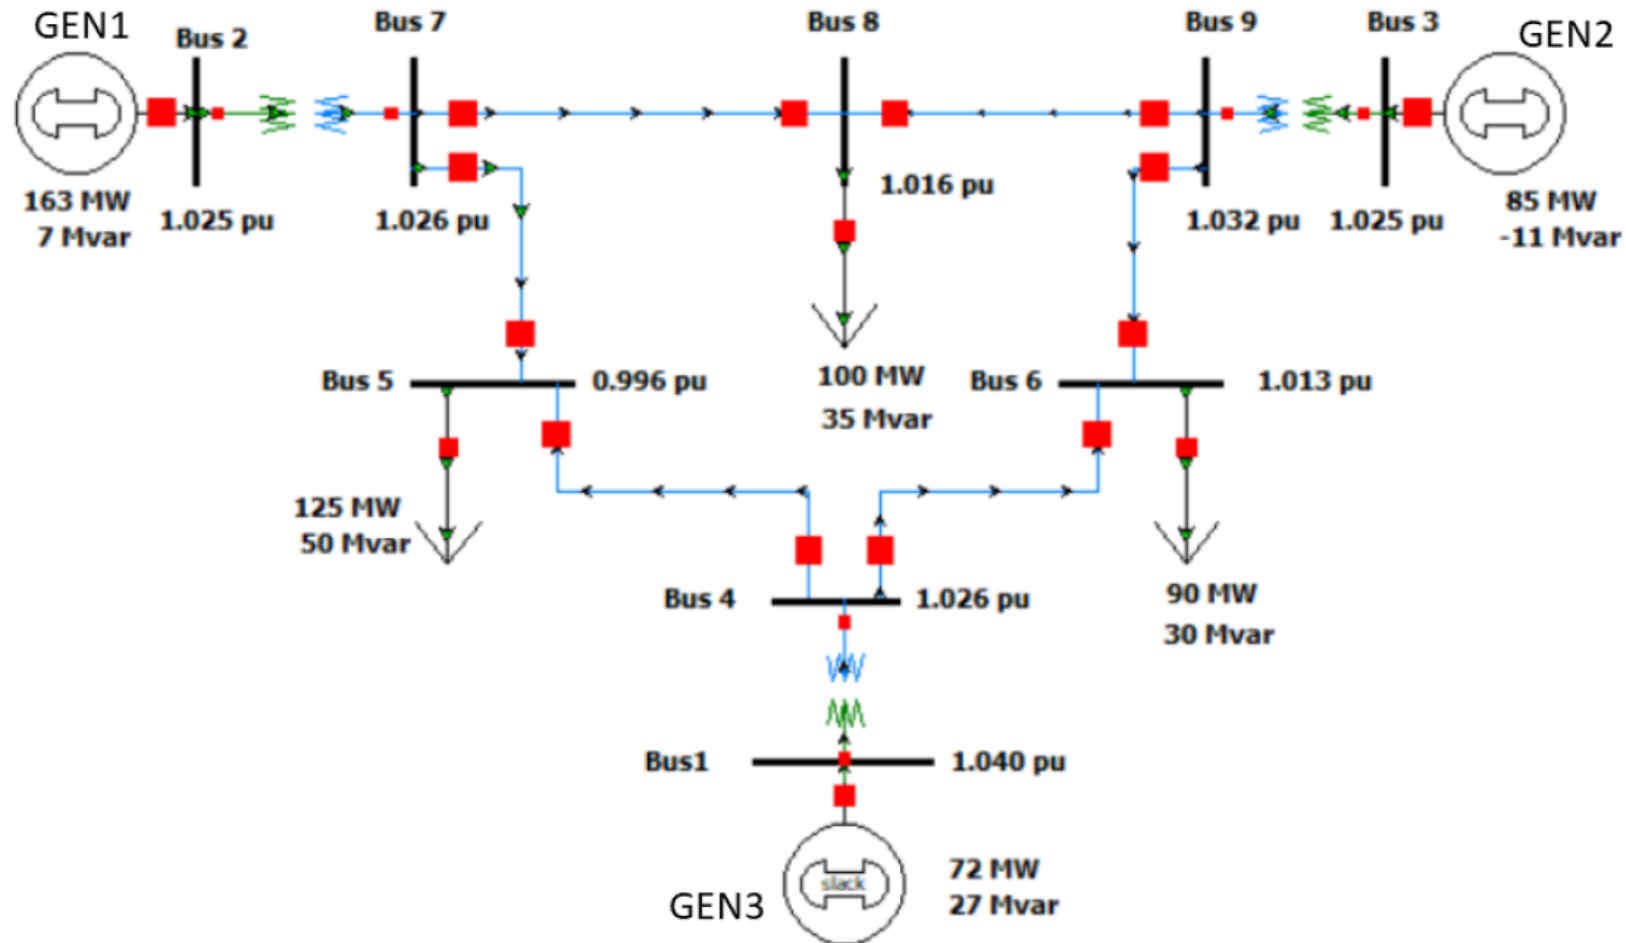 GEN1
Bus 2
Bus 7
Bus 8
Bus 9
Bus 3
GEN2
163 MW
7 Mvar
1.025 pu
1.026 pu
1.016 pu
1.032 pu
1.025 pu
85 MW
-11 Mvar
Bus 5
0.996 pu
100 MW
35 Mvar
Bus 6
1.013 pu
125 MW
50 Mvar
Bus 4
1.026 pu
90 MW
30 Mvar
Bus1
1.040 pu
slack
GEN3
72 MW
27 Mvar